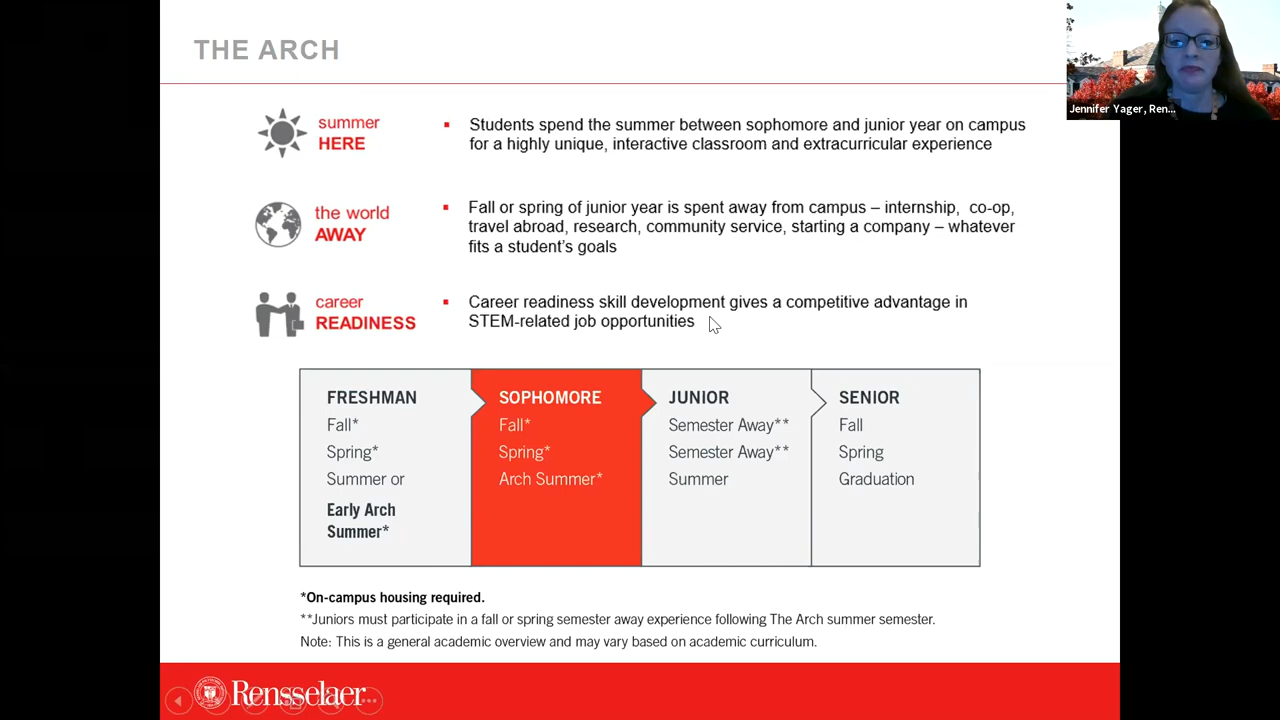 THE ARCH
Jennifer Yager, Ren...
summer
HERE
▪ Students spend the summer between sophomore and junior year on campus
for a highly unique, interactive classroom and extracurricular experience
the world
AWAY
▪ Fall or spring of junior year is spent away from campus – internship, co-op,
travel abroad, research, community service, starting a company – whatever
fits a student's goals
career
READINESS
▪ Career readiness skill development gives a competitive advantage in
STEM-related job opportunities
FRESHMAN
Fall*
Spring*
Summer or
Early Arch
Summer*
SOPHOMORE
Fall*
Spring*
Arch Summer*
JUNIOR
Semester Away**
Semester Away**
Summer
SENIOR
Fall
Spring
Graduation
*On-campus housing required.
**Juniors must participate in a fall or spring semester away experience following The Arch summer semester.
Note: This is a general academic overview and may vary based on academic curriculum.
Rensselaer